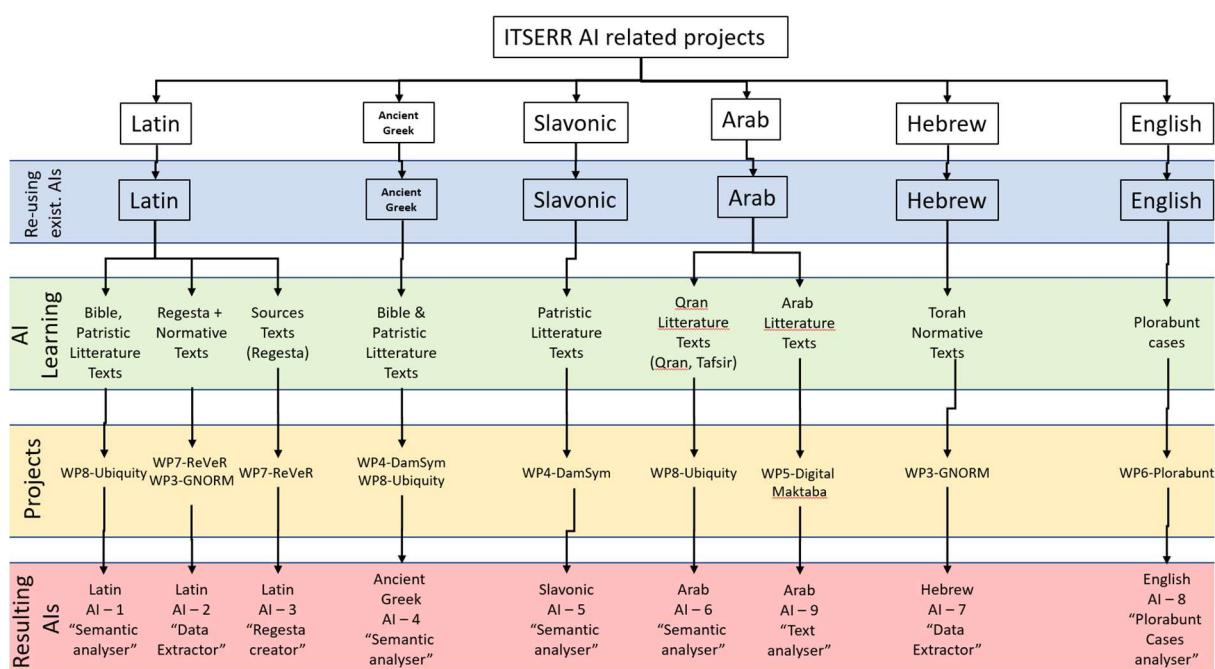 ITSERR AI related projects
Latin
Ancient
Greek
Slavonic
Arab
Hebrew
English
Re-using
exist. AIs
Latin
Ancient
Greek
Slavonic
Arab
Hebrew
English
AI
Learning
Bible,
Patristic
Litterature
Texts
Regesta +
Normative
Texts
Sources
Texts
(Regesta)
Bible &
Patristic
Litterature
Texts
Patristic
Litterature
Texts
Qran
Litterature
Texts
(Qran, Tafsir)
Arab
Litterature
Texts
Torah
Normative
Texts
Plorabunt
cases
Projects
WP8-Ubiquity
WP7-ReVeR
WP3-GNORM
WP7-ReVeR
WP4-DamSym
WP8-Ubiquity
WP4-DamSym
WP8-Ubiquity
WP5-Digital
Maktaba
WP3-GNORM
WP6-Plorabunt
Resulting
AIs
Latin
AI – 1
“Semantic
analyser”
Latin
AI – 2
“Data
Extractor”
Latin
AI – 3
“Regesta
creator”
Ancient
Greek
AI – 4
“Semantic
analyser”
Slavonic
AI – 5
“Semantic
analyser”
Arab
AI – 6
“Semantic
analyser”
Arab
AI – 9
“Text
analyser”
Hebrew
AI – 7
“Data
Extractor”
English
AI – 8
“Plorabunt
Cases
analyser”